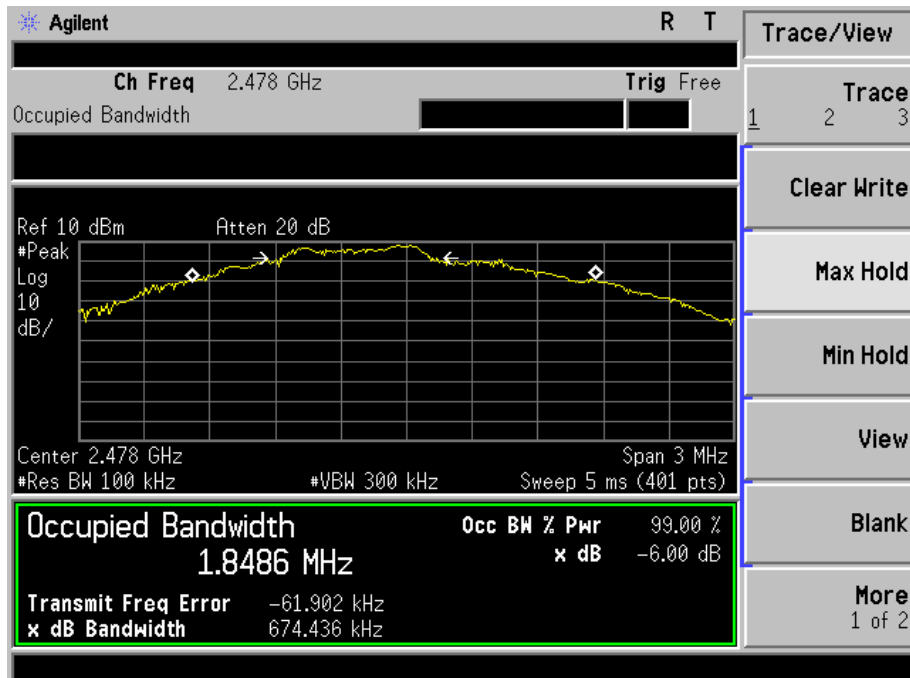 Agilent R T
Ch Freq 2.478 GHz Trig Free
Occupied Bandwidth
Ref 10 dBm Atten 20 dB
#Peak
Log
10
dB/
Center 2.478 GHz Span 3 MHz
#Res BW 100 kHz #VBW 300 kHz Sweep 5 ms (401 pts)
Occupied Bandwidth Occ BW % Pwr 99.00 %
1.8486 MHz x dB -6.00 dB
Transmit Freq Error -61.902 kHz
x dB Bandwidth 674.436 kHz
Trace/View
Trace
1 2 3
Clear Write
Max Hold
Min Hold
View
Blank
More
1 of 2